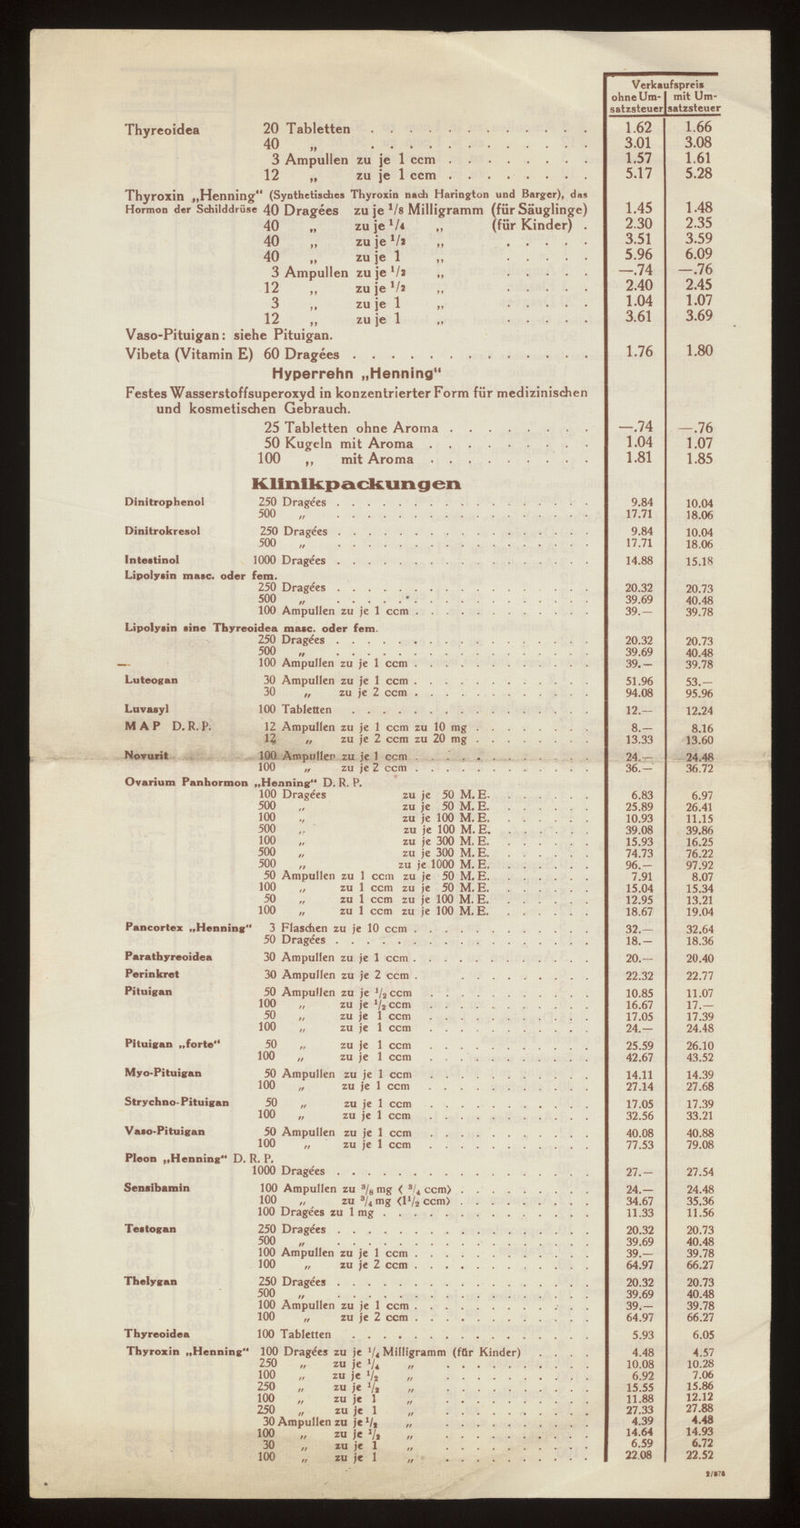 Verkaufspreis
ohne Um- mit Um-
satzsteuer satzsteuer
Thyreoidea 20 Tabletten . . . . . . . . . . . . 1.62 1.66
40 „ . . . . . . . . . . . . 3.01 3.08
3 Ampullen zu je 1 ccm . . . . . . . . 1.57 1.61
12 „ zu je 1 ccm . . . . . . . . 5.17 5.28
Thyroxin „Henning“ (Synthetisches Thyroxin nach Harington und Barger), das
Hormon der Schilddrüse 40 Dragées zu je 1/8 Milligramm (für Säuglinge) 1.45 1.48
40 „ zu je 1/4 „ (für Kinder) . 2.30 2.35
40 „ zu je 1/2 „ . . . . . 3.51 3.59
40 „ zu je 1 „ . . . . . 5.96 6.09
3 Ampullen zu je 1/2 „ . . . . . —.74 —.76
12 „ zu je 1/2 „ . . . . . 2.40 2.45
3 „ zu je 1 „ . . . . . 1.04 1.07
12 „ zu je 1 „ . . . . . 3.61 3.69
Vaso-Pituigan: siehe Pituigan.
Vibeta (Vitamin E) 60 Dragées . . . . . . . . . . . . . 1.76 1.80
Hyperrehn „Henning“
Festes Wasserstoffsuperoxyd in konzentrierter Form für medizinischen
und kosmetischen Gebrauch.
25 Tabletten ohne Aroma . . . . . . . . —.74 —.76
50 Kugeln mit Aroma . . . . . . . . . 1.04 1.07
100 „ mit Aroma . . . . . . . . . 1.81 1.85
Klinikpackungen
Dinitrophenol 250 Dragées . . . . . . . . . . . . 9.84 10.04
500 „ . . . . . . . . . . . . 17.71 18.06
Dinitrokresol 250 Dragées . . . . . . . . . . . . 9.84 10.04
500 „ . . . . . . . . . . . . 17.71 18.06
Intestinol 1000 Dragées . . . . . . . . . . . . 14.88 15.18
Lipolysin masc. oder fem.
250 Dragées . . . . . . . . . . . . 20.32 20.73
500 „ . . . . . . . . . . . . 39.69 40.48
100 Ampullen zu je 1 ccm . . . . . . . . . . . 39.— 39.78
Lipolysin sine Thyreoidea masc. oder fem.
250 Dragées . . . . . . . . . . . . 20.32 20.73
500 „ . . . . . . . . . . . . 39.69 40.48
100 Ampullen zu je 1 ccm . . . . . . . . . . . 39.— 39.78
Luteogan 30 Ampullen zu je 1 ccm . . . . . . . . . . . 51.96 53.—
30 „ zu je 2 ccm . . . . . . . . . . . 94.08 95.96
Luvasyl 100 Tabletten . . . . . . . . . . . . 12.— 12.24
MAP D.R.P. 12 Ampullen zu je 1 ccm zu 10 mg . . . . . . . . 8.— 8.16
12 „ zu je 2 ccm zu 20 mg . . . . . . . . 13.33 13.60
Novurit 100 Ampullen zu je 1 ccm . . . . . . . . . . . 24.— 24.48
100 „ zu je 2 ccm . . . . . . . . . . . 36.— 36.72
Ovarium Panhormon „Henning“ D. R. P.
100 Dragées zu je 50 M. E. . . . . . . 6.83 6.97
500 „ zu je 50 M. E. . . . . . . 25.89 26.41
100 „ zu je 100 M. E. . . . . . . 10.93 11.15
500 „ zu je 100 M. E. . . . . . . 39.08 39.86
100 „ zu je 300 M. E. . . . . . . 15.93 16.25
500 „ zu je 300 M. E. . . . . . . 74.73 76.22
500 „ zu je 1000 M. E. . . . . . . 96.— 97.92
50 Ampullen zu 1 ccm zu je 50 M. E. . . . . . . 7.91 8.07
100 „ zu 1 ccm zu je 50 M. E. . . . . . . 15.04 15.34
50 „ zu 1 ccm zu je 100 M. E. . . . . . . 12.95 13.21
100 „ zu 1 ccm zu je 100 M. E. . . . . . . 18.67 19.04
Pancortex „Henning“ 3 Flaschen zu je 10 ccm . . . . . . . . . . . 32.— 32.64
50 Dragées . . . . . . . . . . . . 18.— 18.36
Parathyreoidea 30 Ampullen zu je 1 ccm . . . . . . . . . . . 20.— 20.40
Perinkret 30 Ampullen zu je 2 ccm . . . . . . . . . . 22.32 22.77
Pituigan 50 Ampullen zu je 1/2 ccm . . . . . . . . . . 10.85 11.07
100 „ zu je 1/2 ccm . . . . . . . . . . 16.67 17.—
50 „ zu je 1 ccm . . . . . . . . . . 17.05 17.39
100 „ zu je 1 ccm . . . . . . . . . . 24.— 24.48
Pituigan „forte“ 50 „ zu je 1 ccm . . . . . . . . . . 25.59 26.10
100 „ zu je 1 ccm . . . . . . . . . . 42.67 43.52
Myo-Pituigan 50 Ampullen zu je 1 ccm . . . . . . . . . . 14.11 14.39
100 „ zu je 1 ccm . . . . . . . . . . 27.14 27.68
Strychno-Pituigan 50 „ zu je 1 ccm . . . . . . . . . . 17.05 17.39
100 „ zu je 1 ccm . . . . . . . . . . 32.56 33.21
Vaso-Pituigan 50 Ampullen zu je 1 ccm . . . . . . . . . . 40.08 40.88
100 „ zu je 1 ccm . . . . . . . . . . 77.53 79.08
Pleon „Henning“ D. R. P.
1000 Dragées . . . . . . . . . . . . 27.— 27.54
Sensibamin 100 Ampullen zu 3/8 mg ( 3/4 ccm) . . . . . . . . . 24.— 24.48
100 „ zu 3/4 mg (1 1/2 ccm) . . . . . . . . . 34.67 35.36
100 Dragées zu 1 mg . . . . . . . . . . . 11.33 11.56
Testogan 250 Dragées . . . . . . . . . . . . 20.32 20.73
500 „ . . . . . . . . . . . . 39.69 40.48
100 Ampullen zu je 1 ccm . . . . . . . . . . . 39.— 39.78
100 „ zu je 2 ccm . . . . . . . . . . . 64.97 66.27
Thelygan 250 Dragées . . . . . . . . . . . . 20.32 20.73
500 „ . . . . . . . . . . . . 39.69 40.48
100 Ampullen zu je 1 ccm . . . . . . . . . . . 39.— 39.78
100 „ zu je 2 ccm . . . . . . . . . . . 64.97 66.27
Thyreoidea 100 Tabletten . . . . . . . . . . . . 5.93 6.05
Thyroxin „Henning“ 100 Dragées zu je 1/4 Milligramm (für Kinder) . . . . 4.48 4.57
250 „ zu je 1/4 „ . . . . . . . . . 10.08 10.28
100 „ zu je 1/2 „ . . . . . . . . . 6.92 7.06
250 „ zu je 1/2 „ . . . . . . . . . 15.55 15.86
100 „ zu je 1 „ . . . . . . . . . 11.88 12.12
250 „ zu je 1 „ . . . . . . . . . 27.33 27.88
30 Ampullen zu je 1/2 „ . . . . . . . . . 4.39 4.48
100 „ zu je 1/2 „ . . . . . . . . . 14.64 14.93
30 „ zu je 1 „ . . . . . . . . . 6.59 6.72
100 „ zu je 1 „ . . . . . . . . . 22.08 22.52